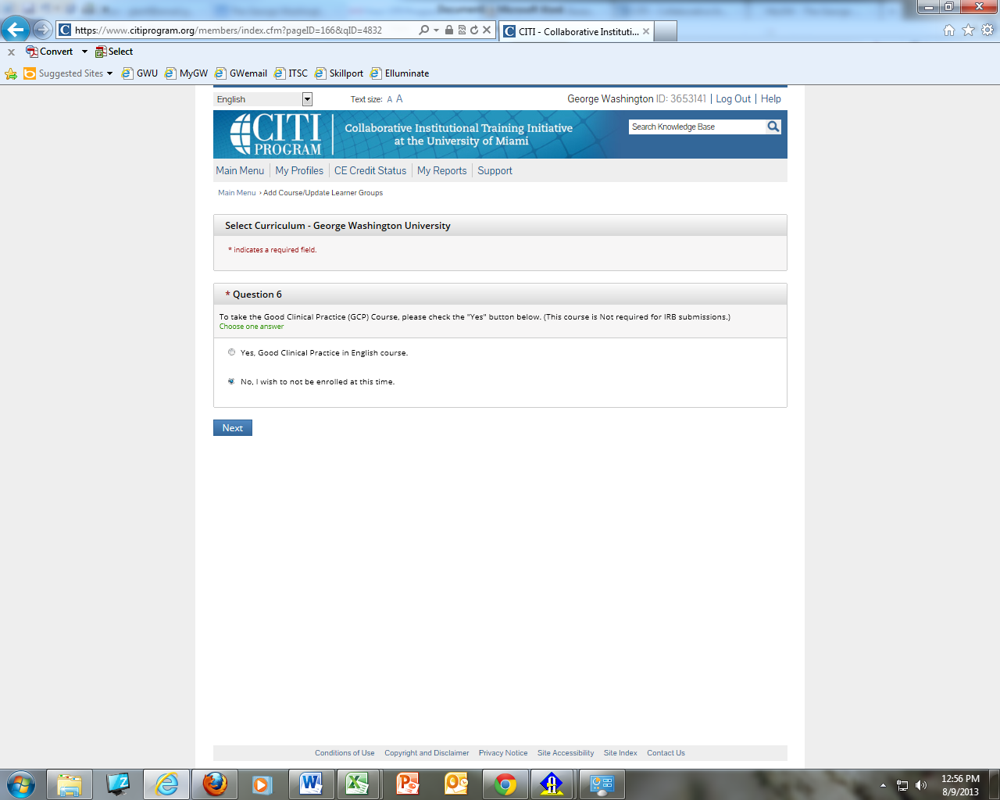 https://www.citiprogram.org/members/index.cfm?pageID=166&qID=4832
CITI - Collaborative Instituti...
Convert
Select
Suggested Sites
GWU
MyGW
GWemail
ITSC
Skillport
Elluminate
English
Text size: A A
George Washington ID: 3653141 | Log Out | Help
CITI PROGRAM
Collaborative Institutional Training Initiative
at the University of Miami
Search Knowledge Base
Main Menu | My Profiles | CE Credit Status | My Reports | Support
Main Menu › Add Course/Update Learner Groups
Select Curriculum - George Washington University
* indicates a required field.
* Question 6
To take the Good Clinical Practice (GCP) Course, please check the "Yes" button below. (This course is Not required for IRB submissions.)
Choose one answer
Yes, Good Clinical Practice in English course.
No, I wish to not be enrolled at this time.
Next
Conditions of Use Copyright and Disclaimer Privacy Notice Site Accessibility Site Index Contact Us
12:56 PM
8/9/2013